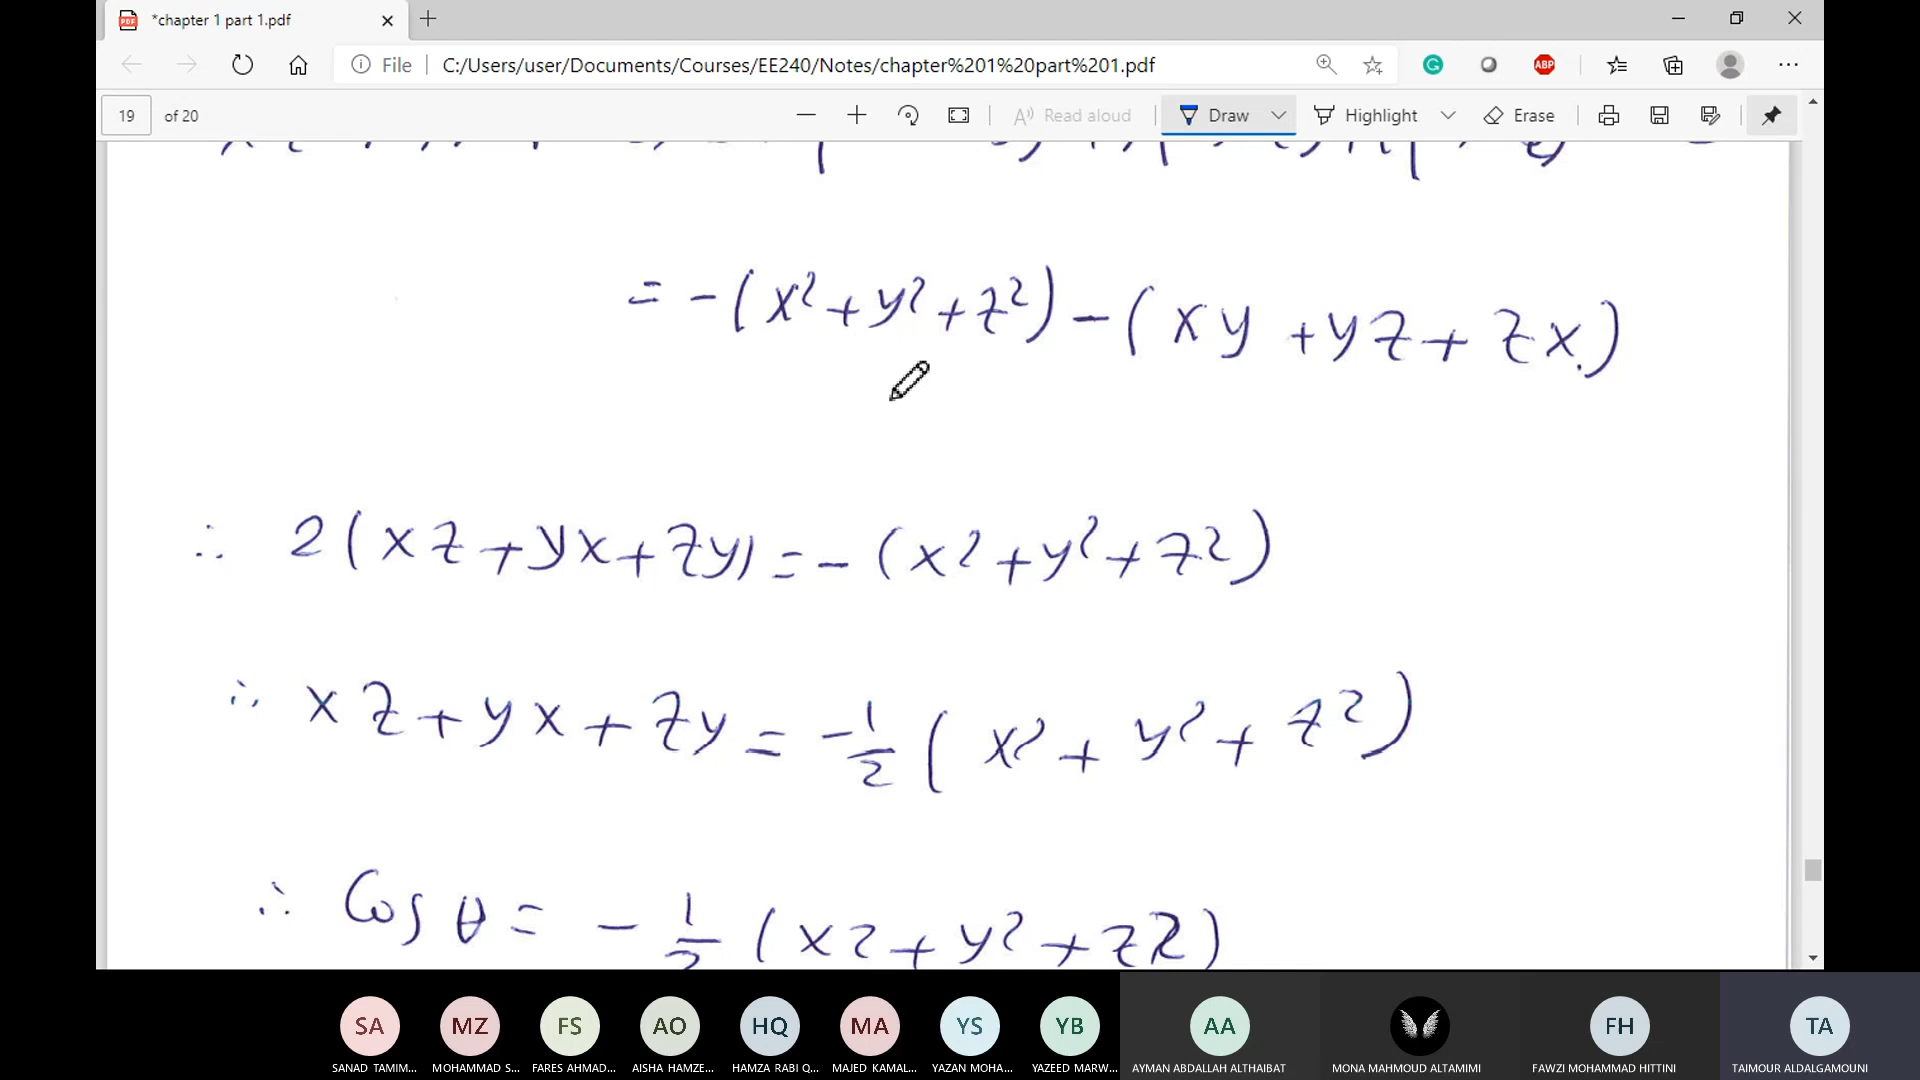 *chapter 1 part 1.pdf
File C:/Users/user/Documents/Courses/EE240/Notes/chapter%201%20part%201.pdf ABP
19 of 20 Read aloud Draw Highlight Erase
= -(x² + y² + z²) - (xy + yz + zx)
∴ 2(xz + yx + zy) = -(x² + y² + z²)
∴ xz + yx + zy = -1/2 (x² + y² + z²)
∴ Cos θ = -1/2 (x² + y² + z²)
SA MZ FS AO HQ MA YS YB AA FH TA
SANAD TAMIM... MOHAMMAD S... FARES AHMAD... AISHA HAMZE... HAMZA RABI Q... MAJED KAMAL... YAZAN MOHA... YAZEED MARW... AYMAN ABDALLAH ALTHAIBAT MONA MAHMOUD ALTAMIMI FAWZI MOHAMMAD HITTINI TAIMOUR ALDALGAMOUNI